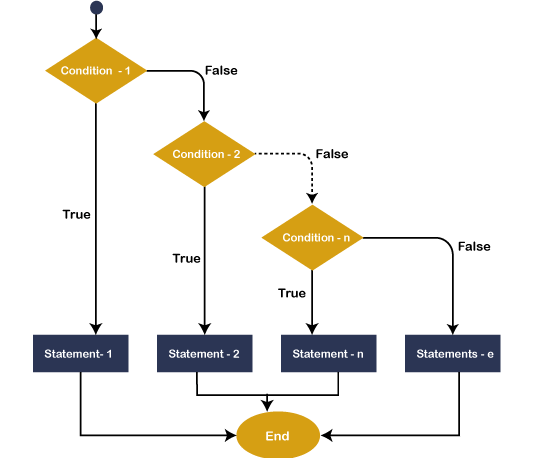 Condition - 1
False
Condition - 2
False
True
Condition - n
False
True
True
Statement- 1
Statement - 2
Statement - n
Statements - e
End